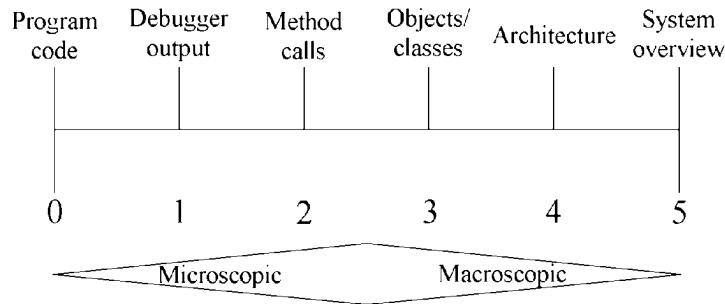 Program
code
Debugger
output
Method
calls
Objects/
classes
Architecture
System
overview
0 1 2 3 4 5
Microscopic Macroscopic